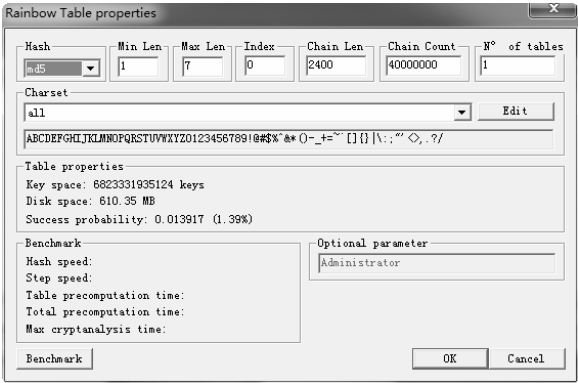 Rainbow Table properties
Hash Min Len Max Len Index Chain Len Chain Count N° of tables
md5 1 7 0 2400 40000000 1
Charset
all Edit
ABCDEFGHIJKLMNOPQRSTUVWXYZ0123456789!@#$%^&*()-_+=~`[]{}|\:;"'<>,.?/
Table properties
Key space: 6823331935124 keys
Disk space: 610.35 MB
Success probability: 0.013917 (1.39%)
Benchmark Optional parameter
Hash speed: Administrator
Step speed:
Table precomputation time:
Total precomputation time:
Max cryptanalysis time:
Benchmark OK Cancel